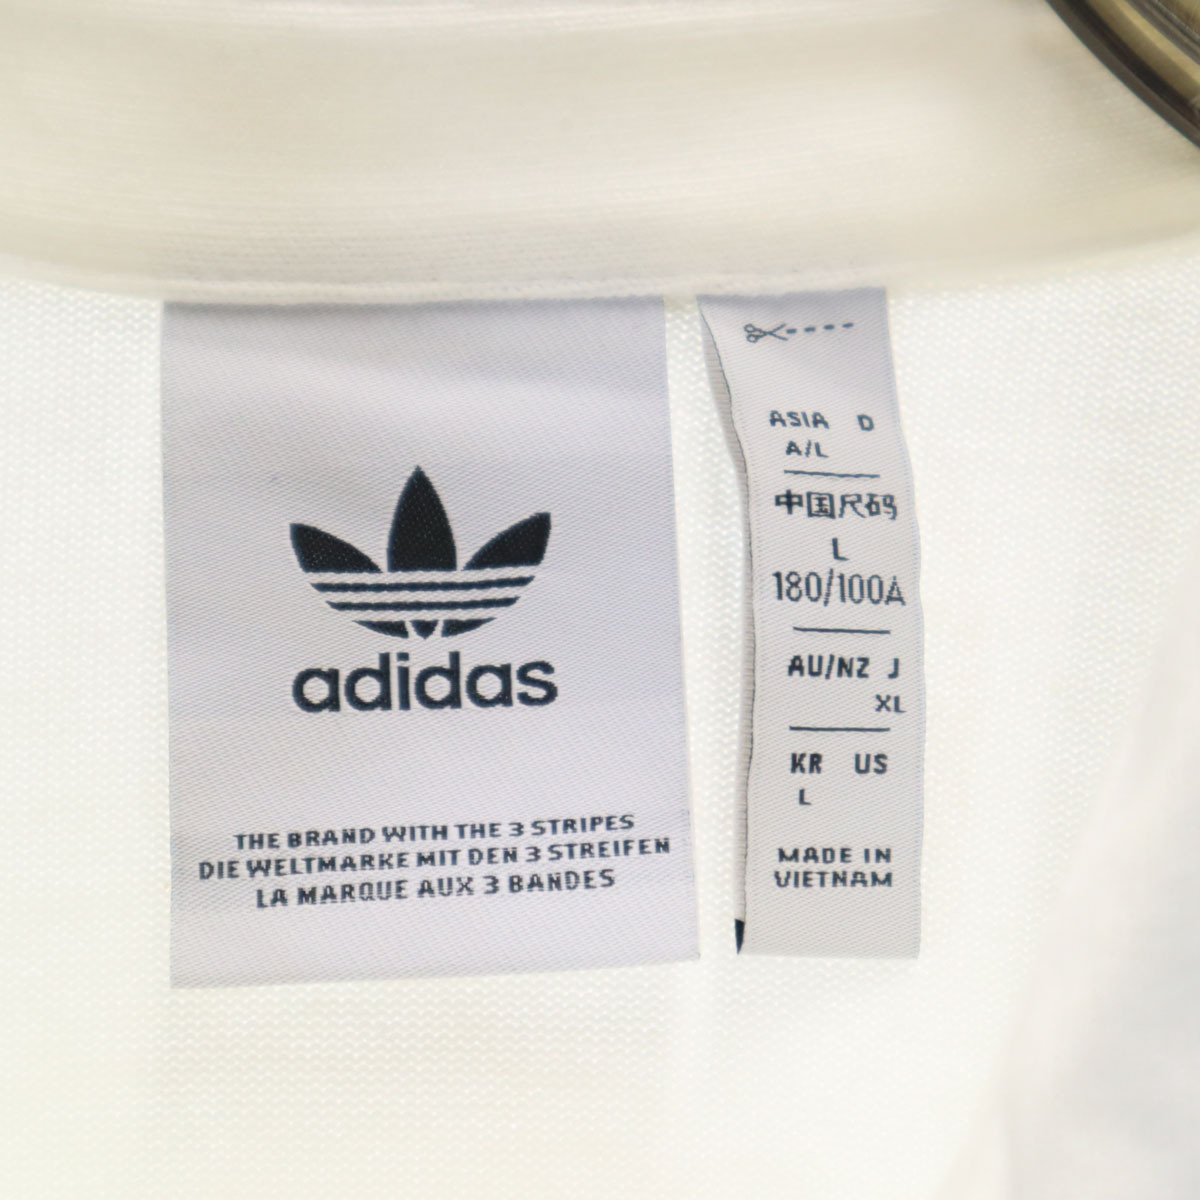 adidas
THE BRAND WITH THE 3 STRIPES
DIE WELTMARKE MIT DEN 3 STREIFEN
LA MARQUE AUX 3 BANDES
ASIA D
A/L
中国尺码
L
180/100A
AU/NZ J
XL
KR US
L
MADE IN
VIETNAM